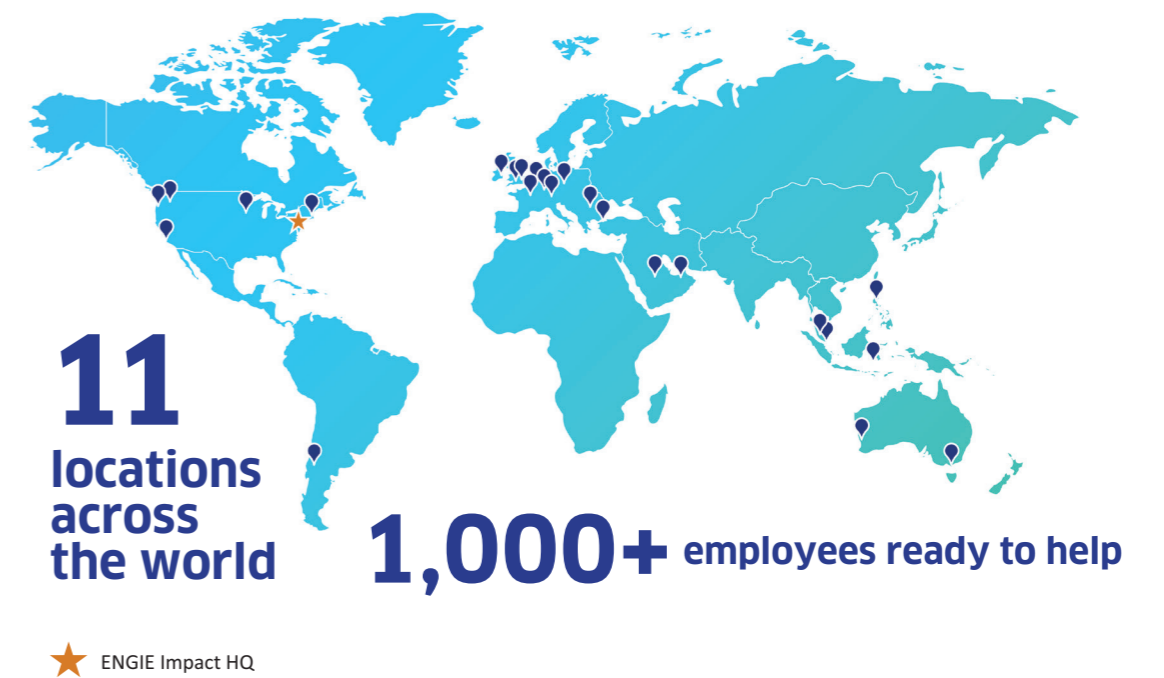 11
locations
across
the world
1,000+ employees ready to help
ENGIE Impact HQ